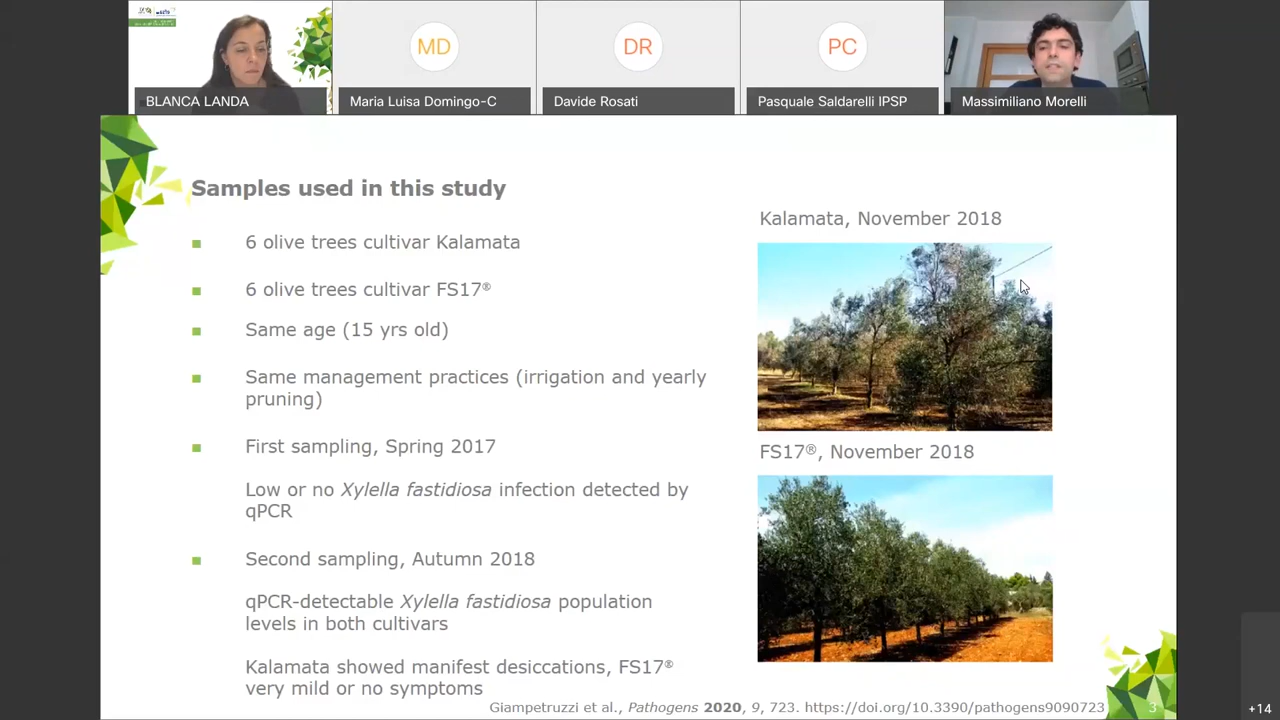 MD
DR
PC
BLANCA LANDA
Maria Luisa Domingo-C
Davide Rosati
Pasquale Saldarelli IPSP
Massimiliano Morelli
Samples used in this study
6 olive trees cultivar Kalamata
6 olive trees cultivar FS17®
Same age (15 yrs old)
Same management practices (irrigation and yearly
pruning)
First sampling, Spring 2017
Low or no Xylella fastidiosa infection detected by
qPCR
Second sampling, Autumn 2018
qPCR-detectable Xylella fastidiosa population
levels in both cultivars
Kalamata showed manifest desiccations, FS17®
very mild or no symptoms
Kalamata, November 2018
FS17®, November 2018
Giampetruzzi et al., Pathogens 2020, 9, 723. https://doi.org/10.3390/pathogens9090723
3
+14